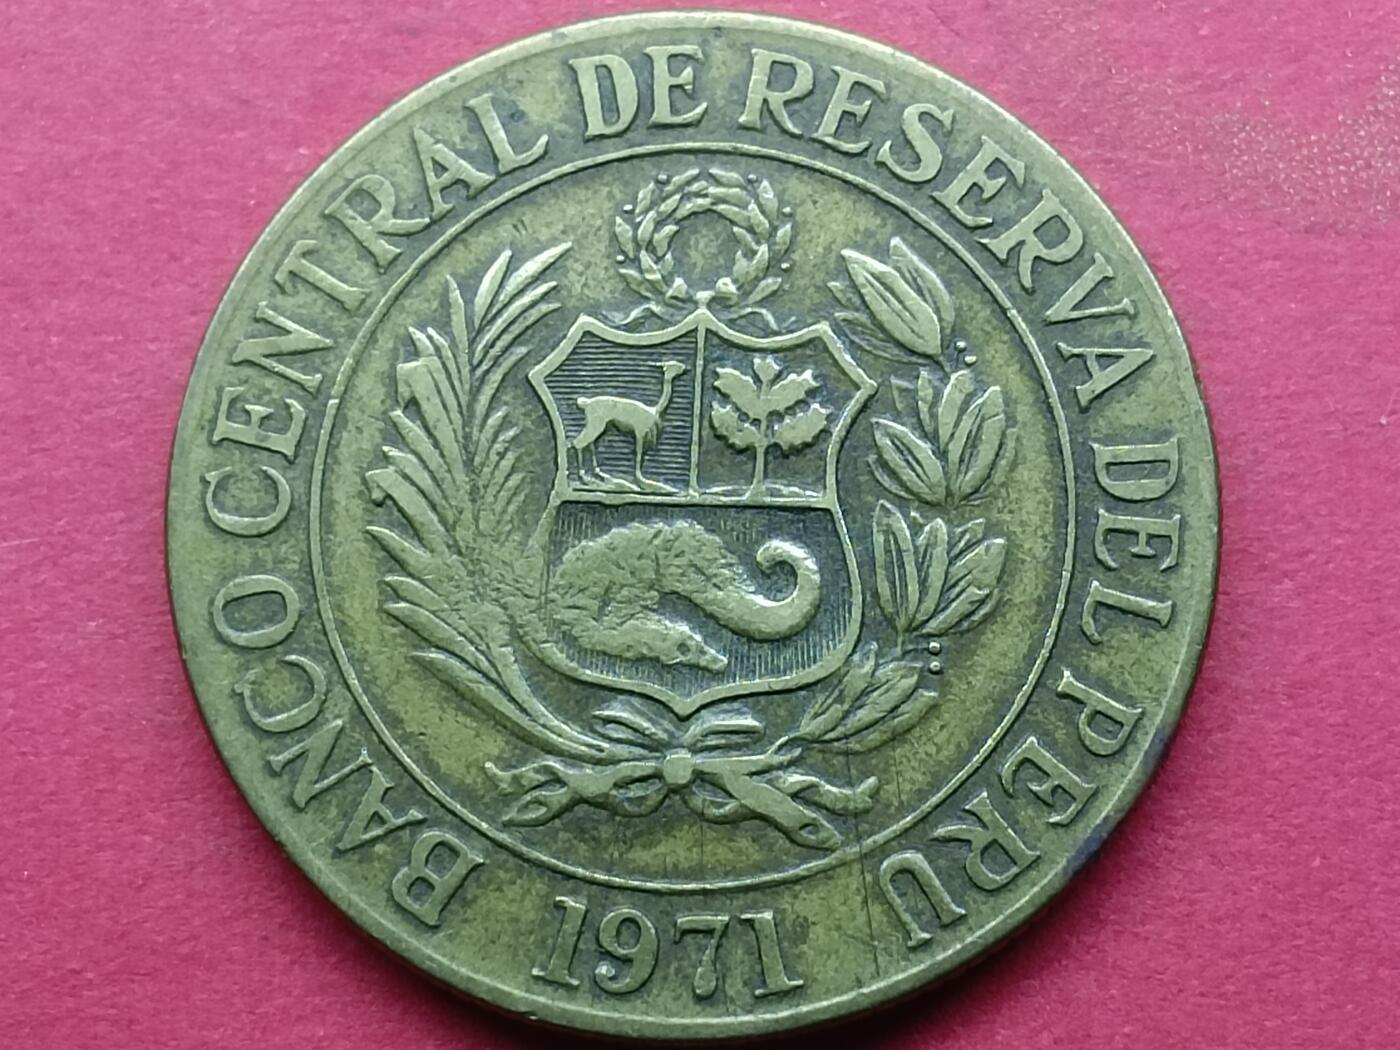 BANCO CENTRAL DE RESERVA DEL PERU
1971